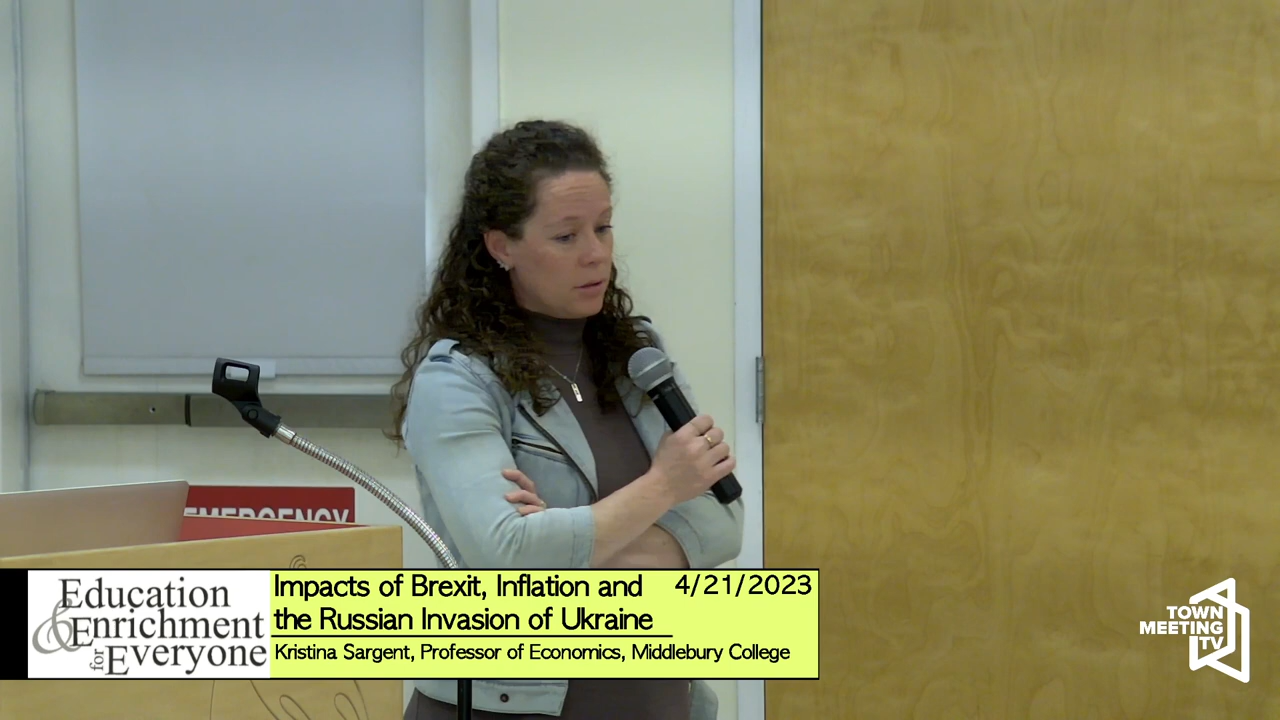 EMERGENCY
Education
& Enrichment
for Everyone
Impacts of Brexit, Inflation and 4/21/2023
the Russian Invasion of Ukraine
Kristina Sargent, Professor of Economics, Middlebury College
TOWN
MEETING
TV